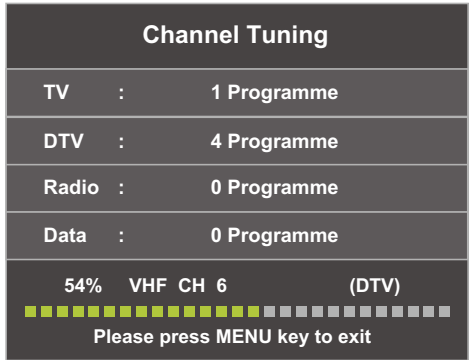 Channel Tuning
TV : 1 Programme
DTV : 4 Programme
Radio : 0 Programme
Data : 0 Programme
54% VHF CH 6 (DTV)
Please press MENU key to exit